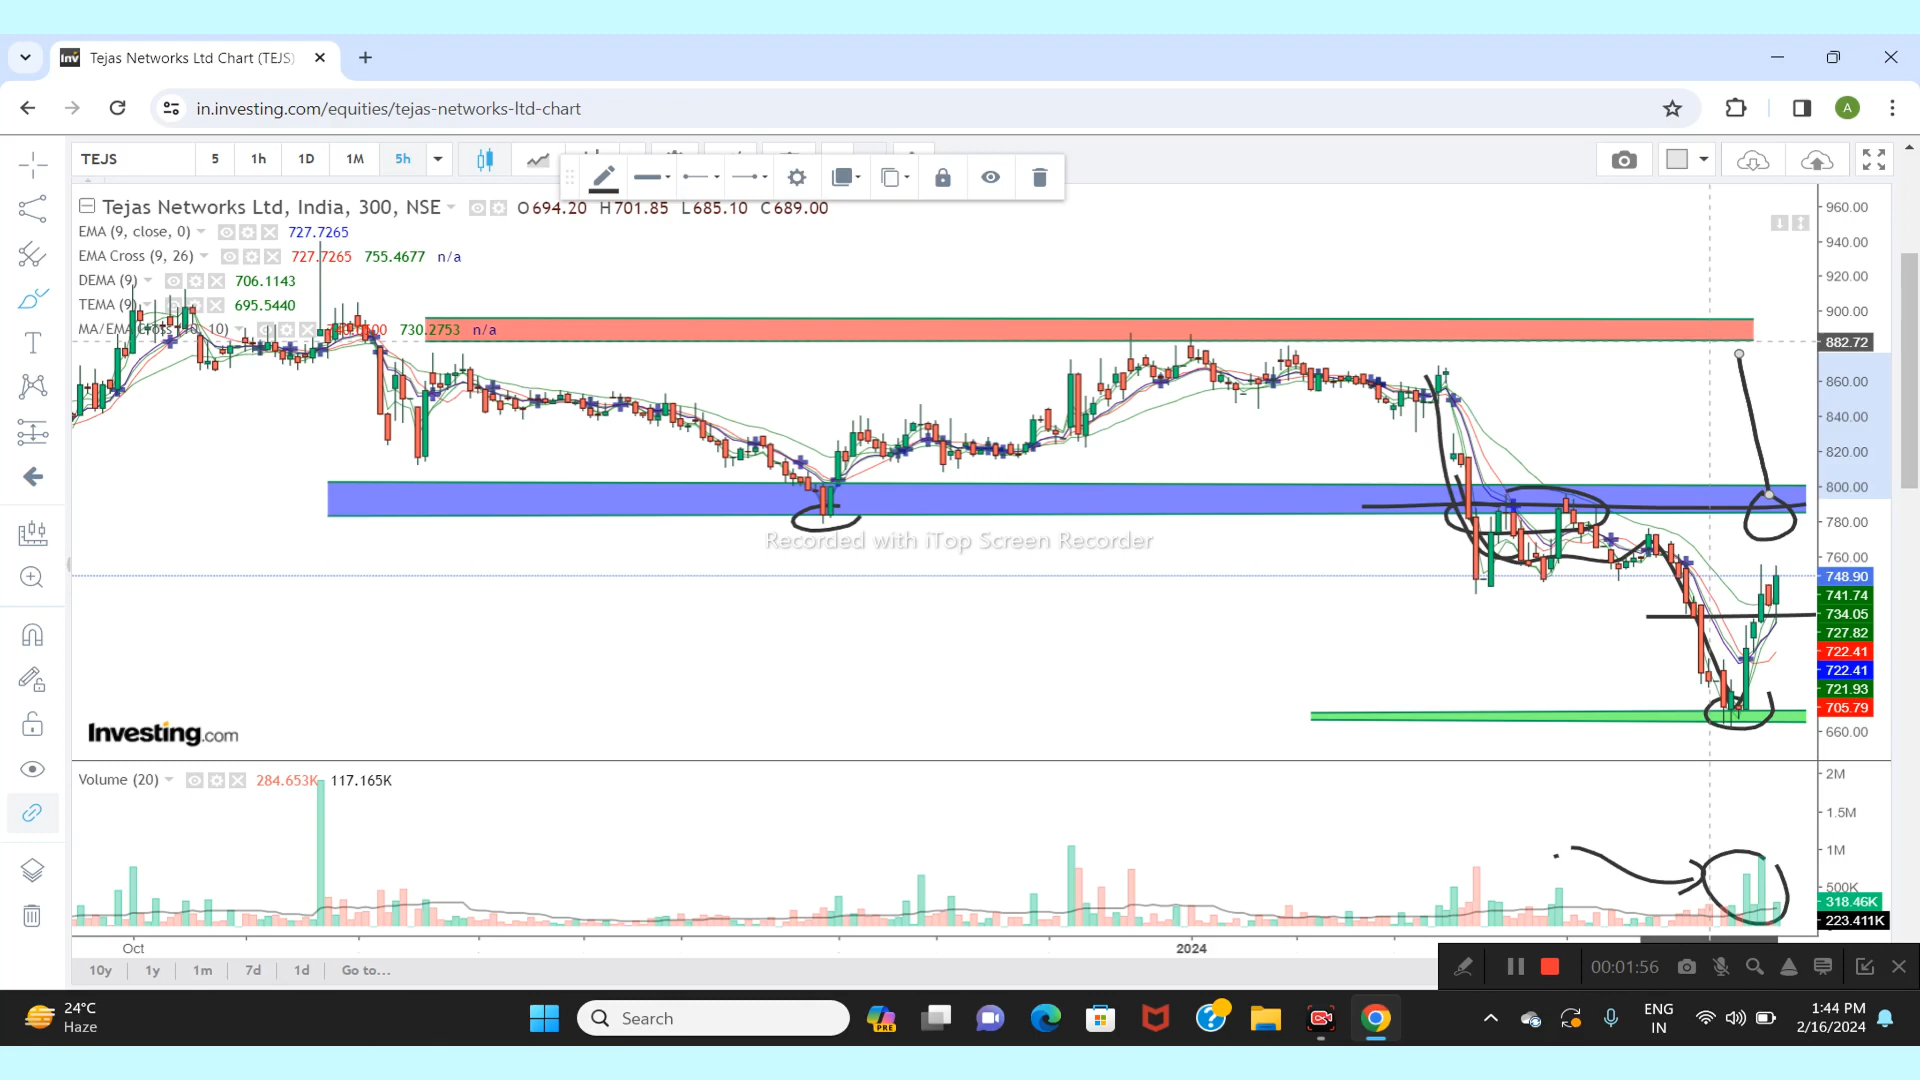 Tejas Networks Ltd Chart (TEJS)
in.investing.com/equities/tejas-networks-ltd-chart
A
TEJS 5 1h 1D 1M 5h
Tejas Networks Ltd, India, 300, NSE O694.20 H701.85 L685.10 C689.00
EMA (9, close, 0) 727.7265
EMA Cross (9, 26) 727.7265 755.4677 n/a
DEMA (9) 706.1143
TEMA (9) 695.5440
MA/EMA Cross 10) 730.2753 n/a
960.00
940.00
920.00
900.00
882.72
860.00
840.00
820.00
800.00
780.00
760.00
748.90
741.74
734.05
727.82
722.41
722.41
721.93
705.79
660.00
Recorded with iTop Screen Recorder
Investing.com
Volume (20) 284.653K 117.165K
2M
1.5M
1M
500K
318.46K
223.411K
Oct 2024
10y 1y 1m 7d 1d Go to...
00:01:56
24°C
Haze
Search
PRE
ENG
IN
1:44 PM
2/16/2024